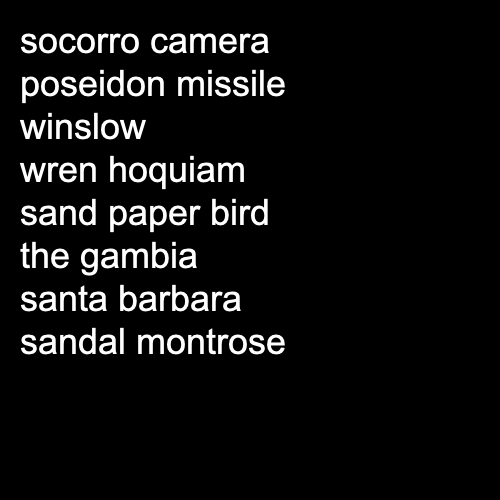 socorro camera
poseidon missile
winslow
wren hoquiam
sand paper bird
the gambia
santa barbara
sandal montrose